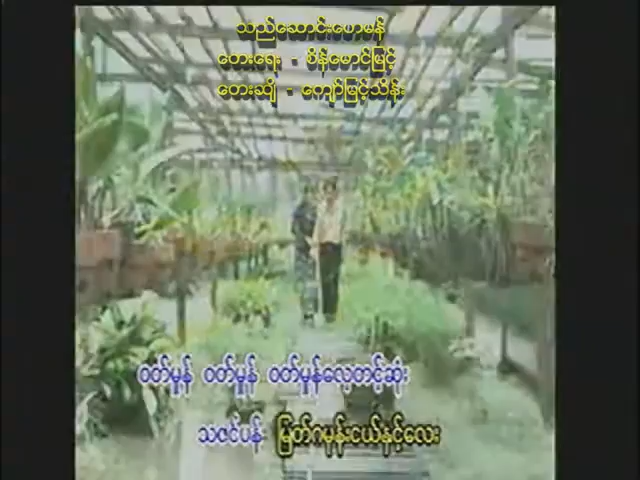 သည်ဆောင်းဟေမန်
တေးရေး - စိန်မောင်မြင့်
တေးဆို - ကျော်မြင့်သိန်း
ဝတ်မှုန် ဝတ်မှုန် ဝတ်မှုန်လေ့တင့်ဆုံး
သဇင်ပန်း မြတ်ဂမုန်းငယ်နှင့်လေး